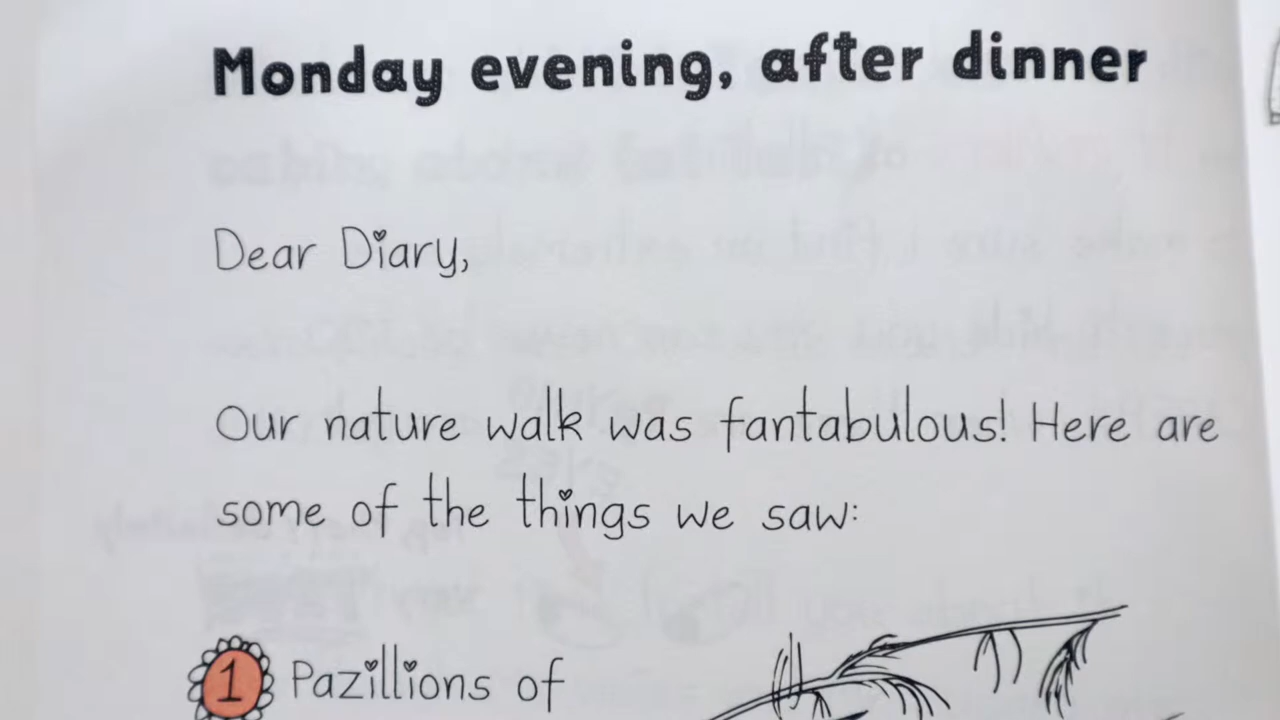 Monday evening, after dinner
Dear Diary,
Our nature walk was fantabulous! Here are
some of the things we saw:
1 Pazillions of